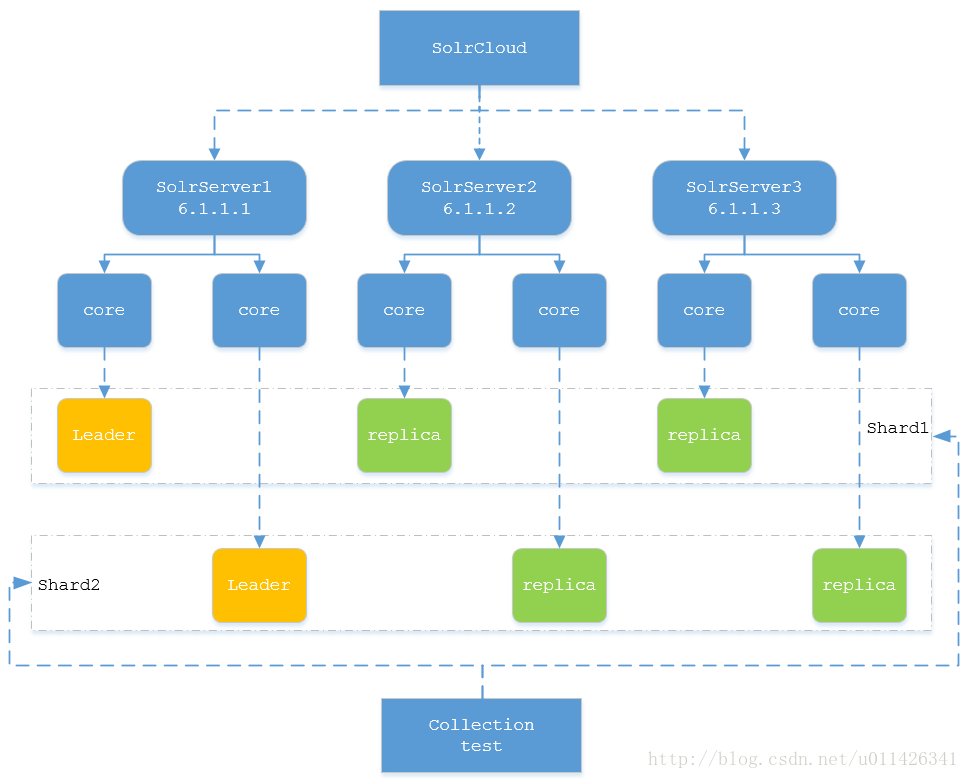 SolrCloud
SolrServer1
6.1.1.1
SolrServer2
6.1.1.2
SolrServer3
6.1.1.3
core
core
core
core
core
core
Leader
replica
replica
Shard1
Shard2
Leader
replica
replica
Collection
test
http://blog.csdn.net/u011426341